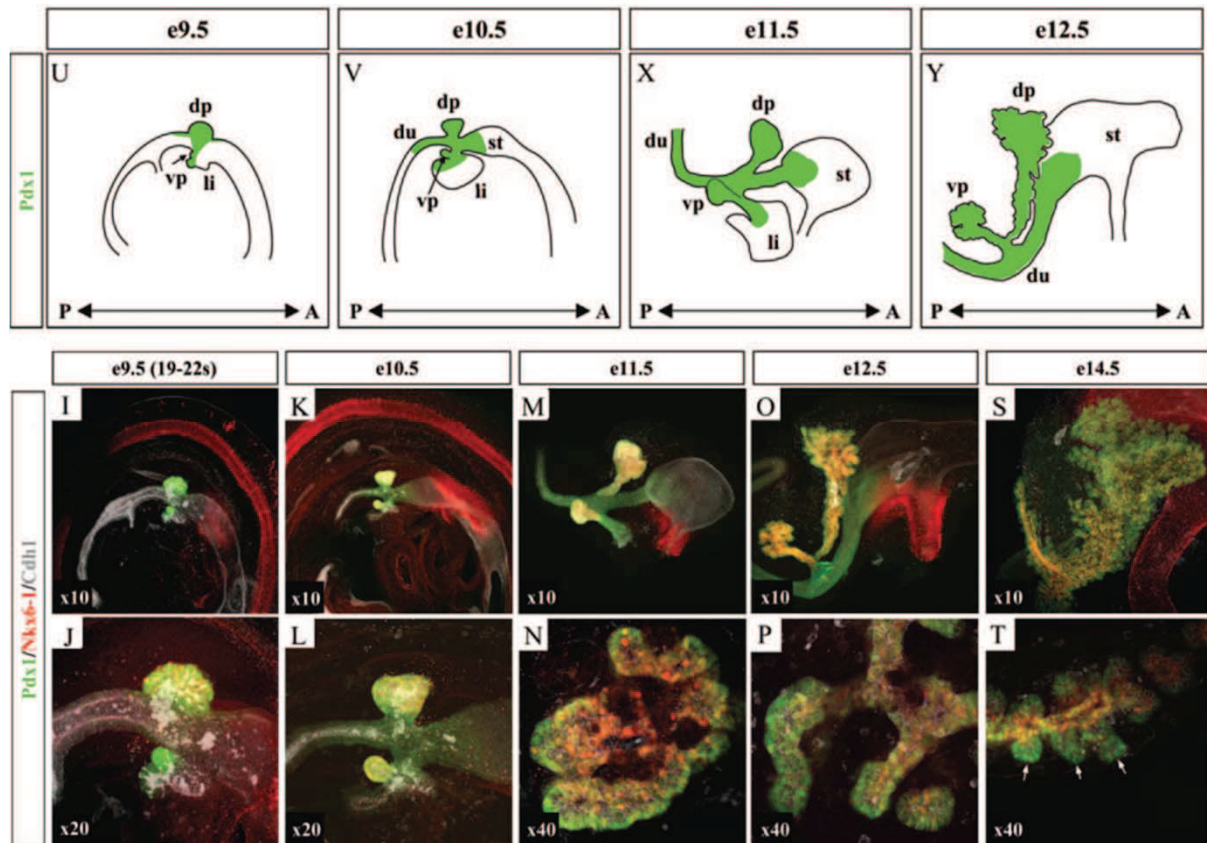 e9.5
e10.5
e11.5
e12.5
Pdx1
U
dp
vp
li
P
A
V
dp
du
st
vp
li
P
A
X
dp
du
vp
st
li
P
A
Y
dp
st
vp
du
P
A
e9.5 (19-22s)
e10.5
e11.5
e12.5
e14.5
Pdx1/Nkx6-1/Cdh1
I
x10
K
x10
M
x10
O
x10
S
x10
J
x20
L
x20
N
x40
P
x40
T
x40